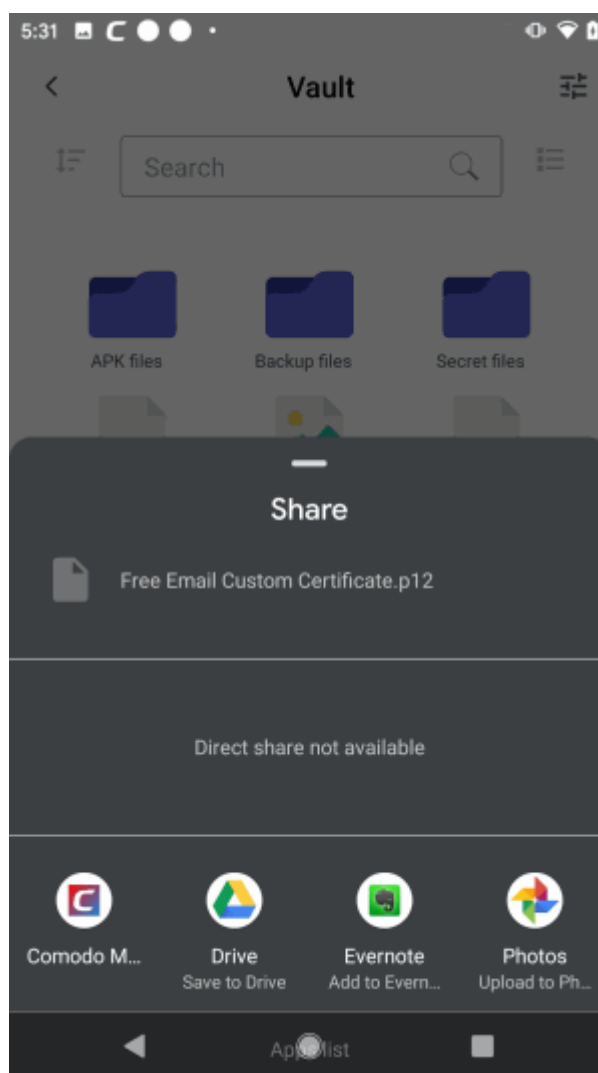 5:31
Vault
Search
APK files
Backup files
Secret files
Share
Free Email Custom Certificate.p12
Direct share not available
Comodo M...
Drive
Save to Drive
Evernote
Add to Evern...
Photos
Upload to Ph...